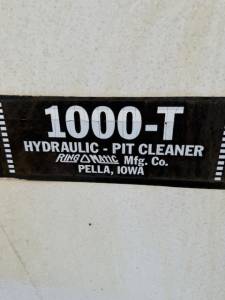 1000-T
HYDRAULIC - PIT CLEANER
RING O MATIC Mfg. Co.
PELLA, IOWA